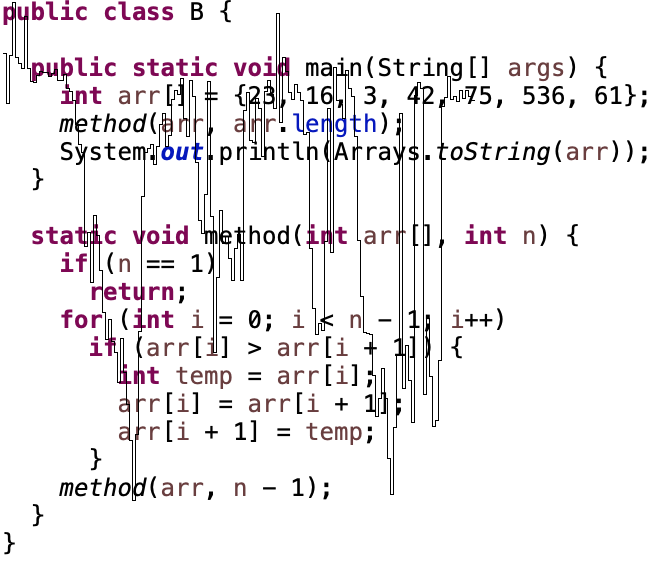 public class B {
public static void main(String[] args) {
int arr[] = {23, 16, 3, 42, 75, 536, 61};
method(arr, arr.length);
System.out.println(Arrays.toString(arr));
}
static void method(int arr[], int n) {
if (n == 1)
return;
for (int i = 0; i < n - 1; i++)
if (arr[i] > arr[i + 1]) {
int temp = arr[i];
arr[i] = arr[i + 1];
arr[i + 1] = temp;
}
method(arr, n - 1);
}
}